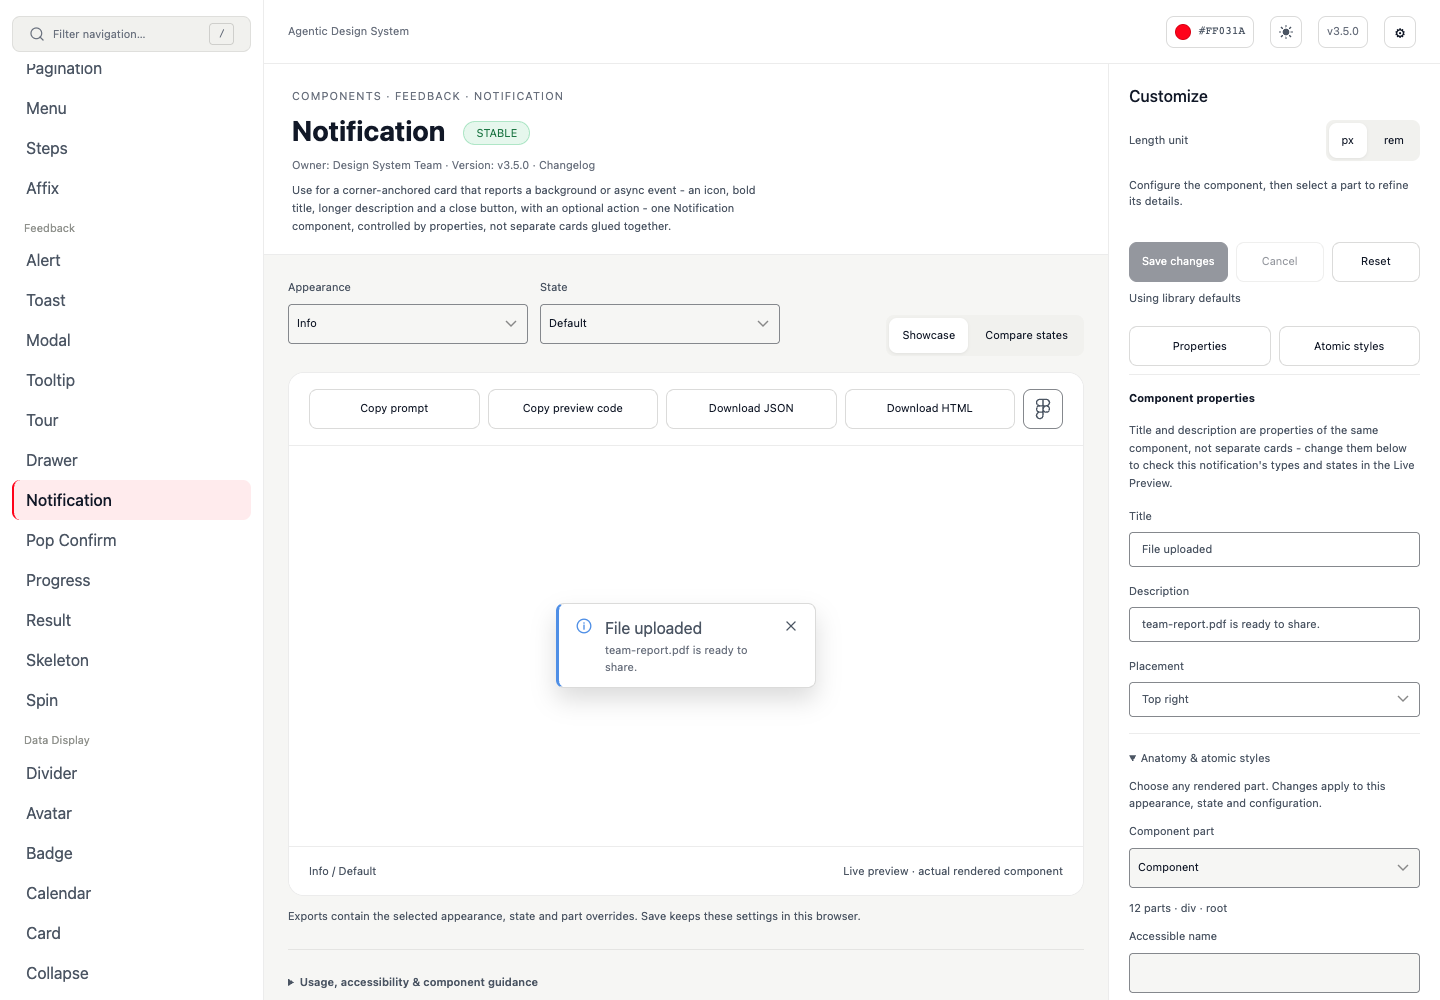 Filter navigation...
/
Pagination
Menu
Steps
Affix
Feedback
Alert
Toast
Modal
Tooltip
Tour
Drawer
Notification
Pop Confirm
Progress
Result
Skeleton
Spin
Data Display
Divider
Avatar
Badge
Calendar
Card
Collapse
Agentic Design System
#FF031A
v3.5.0
COMPONENTS · FEEDBACK · NOTIFICATION
Notification
STABLE
Owner: Design System Team · Version: v3.5.0 · Changelog
Use for a corner-anchored card that reports a background or async event - an icon, bold
title, longer description and a close button, with an optional action - one Notification
component, controlled by properties, not separate cards glued together.
Appearance
State
Info
Default
Showcase
Compare states
Copy prompt
Copy preview code
Download JSON
Download HTML
File uploaded
team-report.pdf is ready to
share.
Info / Default
Live preview · actual rendered component
Exports contain the selected appearance, state and part overrides. Save keeps these settings in this browser.
Usage, accessibility & component guidance
Customize
Length unit
px
rem
Configure the component, then select a part to refine
its details.
Save changes
Cancel
Reset
Using library defaults
Properties
Atomic styles
Component properties
Title and description are properties of the same
component, not separate cards - change them below
to check this notification's types and states in the Live
Preview.
Title
File uploaded
Description
team-report.pdf is ready to share.
Placement
Top right
Anatomy & atomic styles
Choose any rendered part. Changes apply to this
appearance, state and configuration.
Component part
Component
12 parts · div · root
Accessible name